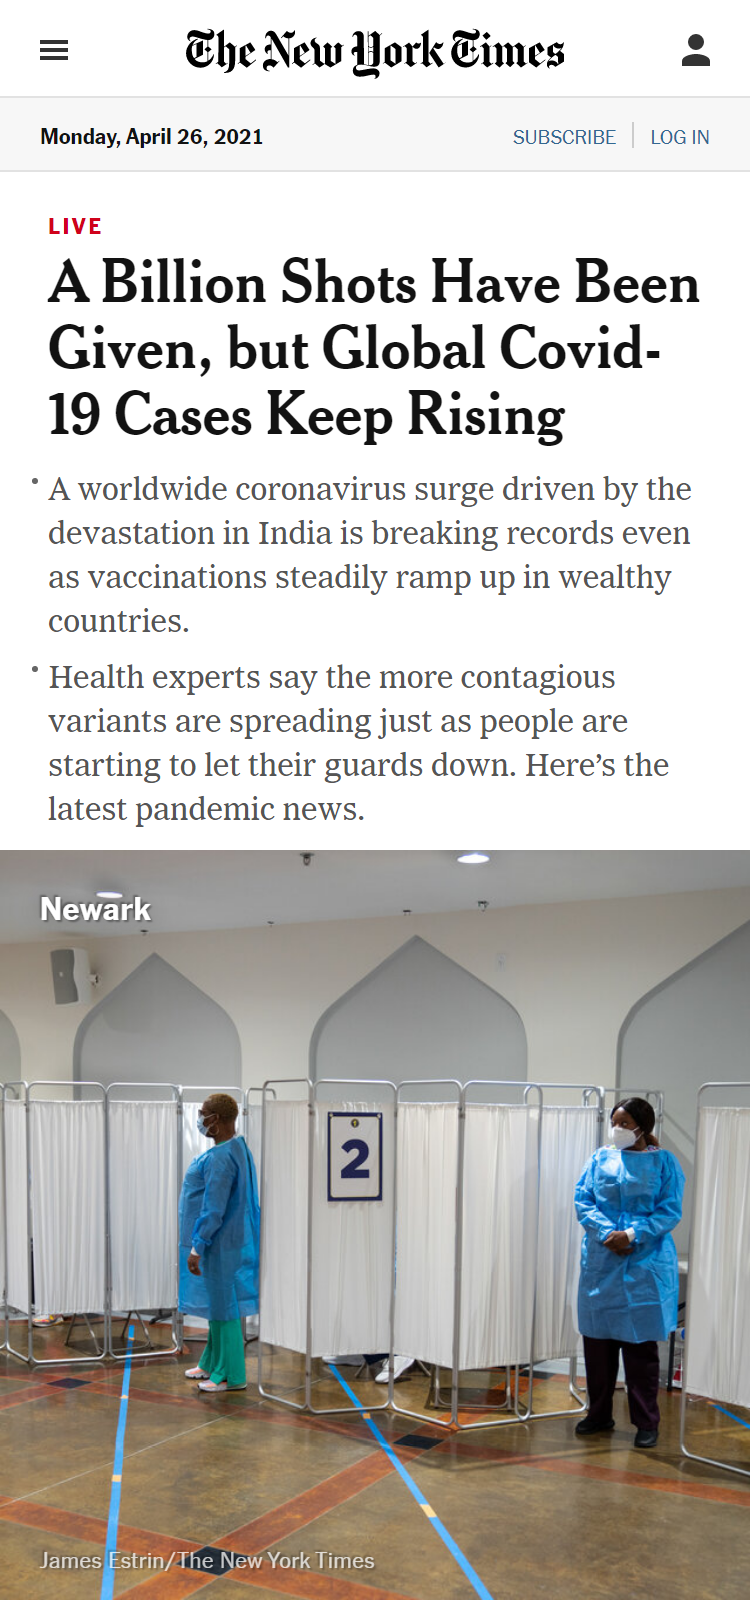 The New York Times
Monday, April 26, 2021
SUBSCRIBE
LOG IN
LIVE
A Billion Shots Have Been
Given, but Global Covid-
19 Cases Keep Rising
• A worldwide coronavirus surge driven by the
devastation in India is breaking records even
as vaccinations steadily ramp up in wealthy
countries.
• Health experts say the more contagious
variants are spreading just as people are
starting to let their guards down. Here’s the
latest pandemic news.
Newark
2
James Estrin/The New York Times